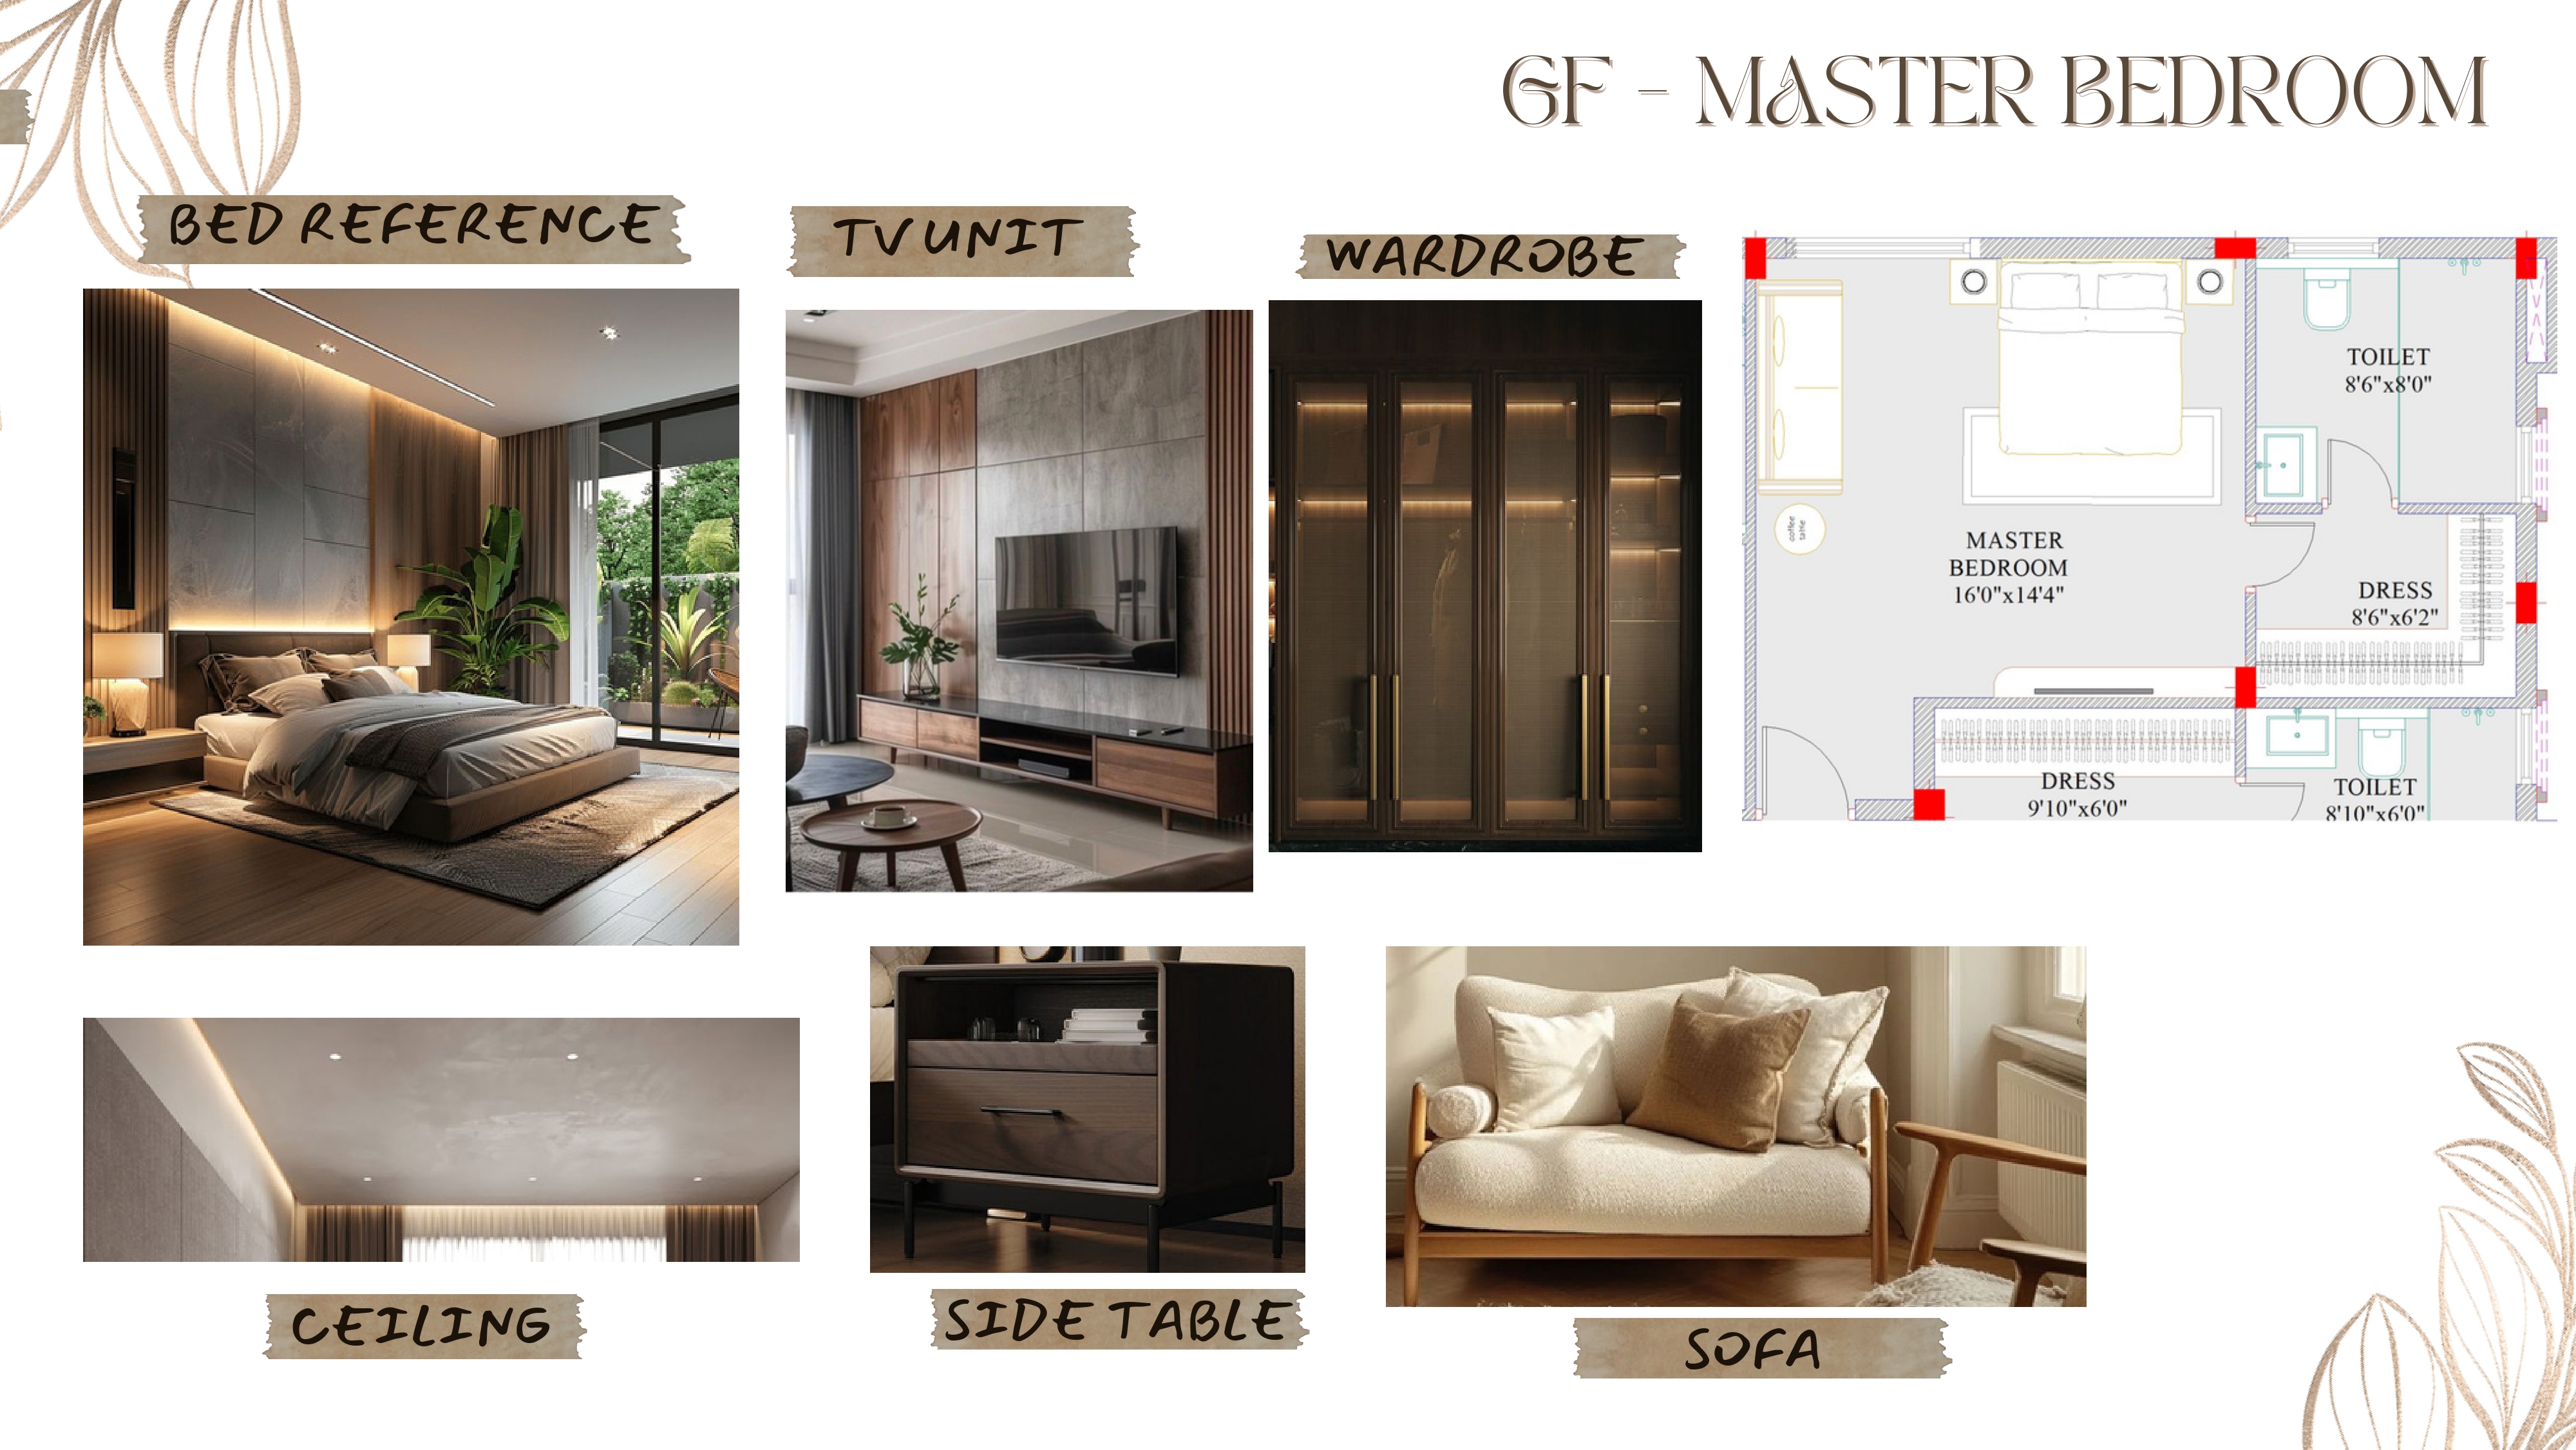 GF - MASTER BEDROOM
BED REFERENCE
TV UNIT
WARDROBE
TOILET
8'6"x8'0"
coffee
table
MASTER
BEDROOM
16'0"x14'4"
DRESS
8'6"x6'2"
DRESS
9'10"x6'0"
TOILET
8'10"x6'0"
CEILING
SIDE TABLE
SOFA